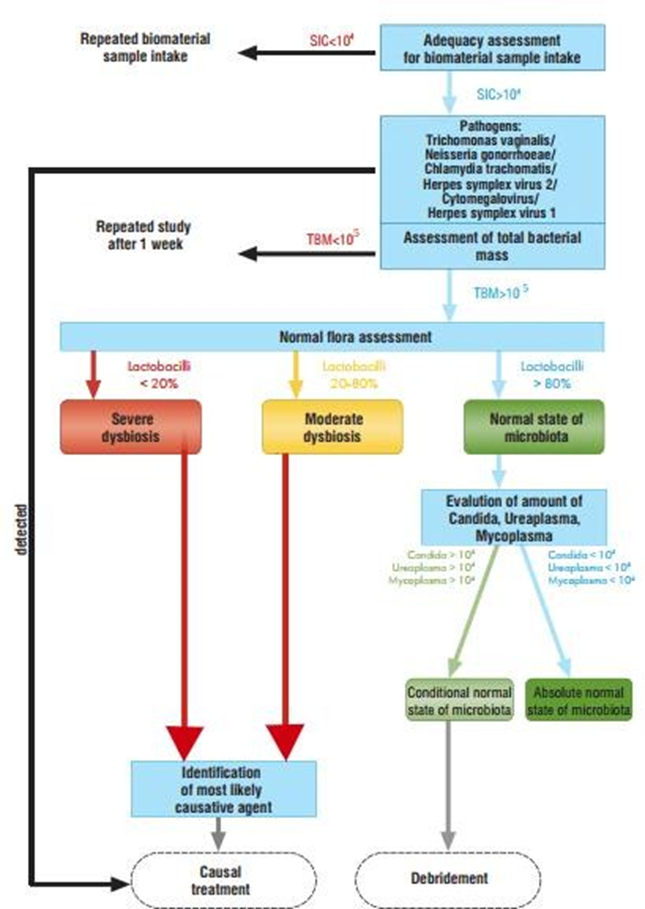 Repeated biomaterial
sample intake
SIC<10⁴
Adequacy assessment
for biomaterial sample intake
SIC>10⁴
Pathogens:
Trichomonas vaginalis/
Neisseria gonorrhoeae/
Chlamydia trachomatis/
Herpes symplex virus 2/
Cytomegalovirus/
Herpes symplex virus 1
Repeated study
after 1 week
TBM<10⁵
Assessment of total bacterial
mass
TBM>10⁵
Normal flora assessment
Lactobacilli
< 20%
Lactobacilli
20-80%
Lactobacilli
> 80%
Severe
dysbiosis
Moderate
dysbiosis
Normal state of
microbiota
Evalution of amount of
Candida, Ureaplasma,
Mycoplasma
Candida > 10⁴
Ureaplasma > 10⁴
Mycoplasma > 10⁴
Candida < 10⁴
Ureaplasma < 10⁴
Mycoplasma < 10⁴
detected
Conditional normal
state of microbiota
Absolute normal
state of microbiota
Identification
of most likely
causative agent
Causal
treatment
Debridement